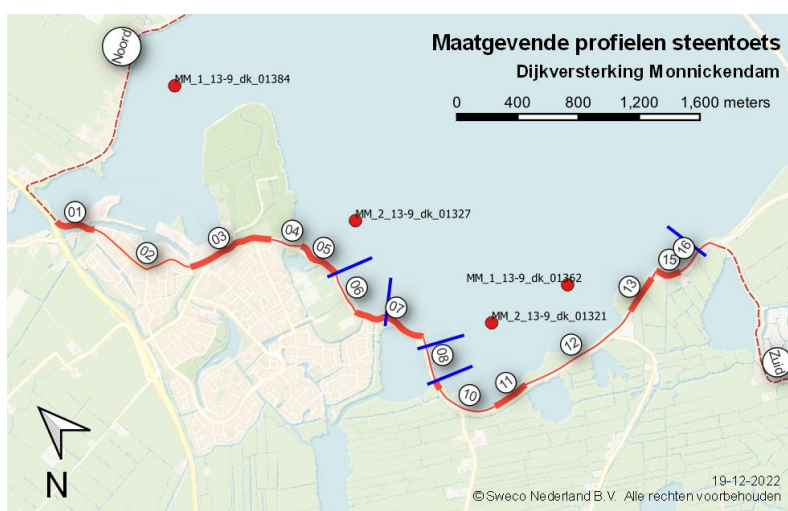 Maatgevende profielen steentoets
Dijkversterking Monnickendam
0 400 800 1,200 1,600 meters
Noord
MM_1_13-9_dk_01384
MM_2_13-9_dk_01327
MM_1_13-9_dk_01362
MM_2_13-9_dk_01321
01
02
03
04
05
06
07
08
10
11
12
13
15
16
Zuid
N
19-12-2022
© Sweco Nederland B.V. Alle rechten voorbehouden